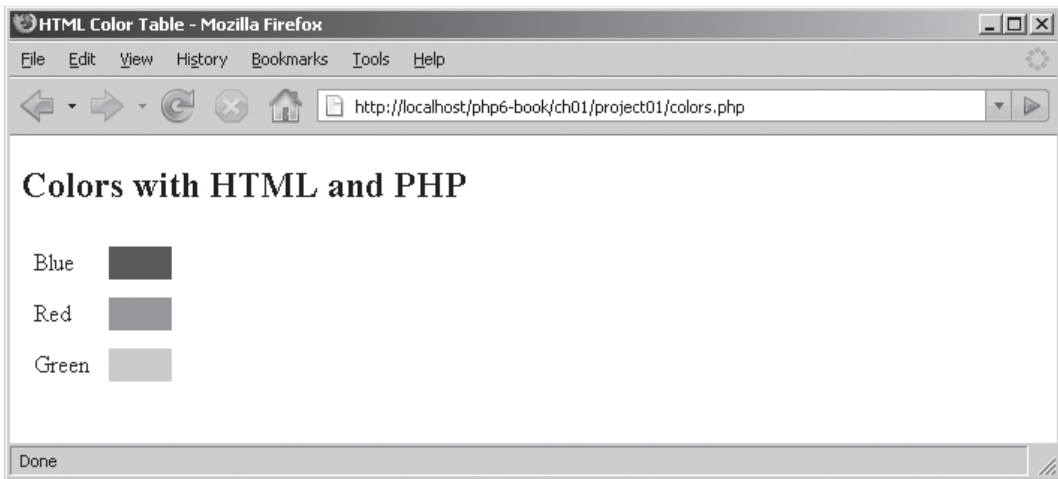 HTML Color Table - Mozilla Firefox
File Edit View History Bookmarks Tools Help
http://localhost/php6-book/ch01/project01/colors.php
Colors with HTML and PHP
Blue
Red
Green
Done